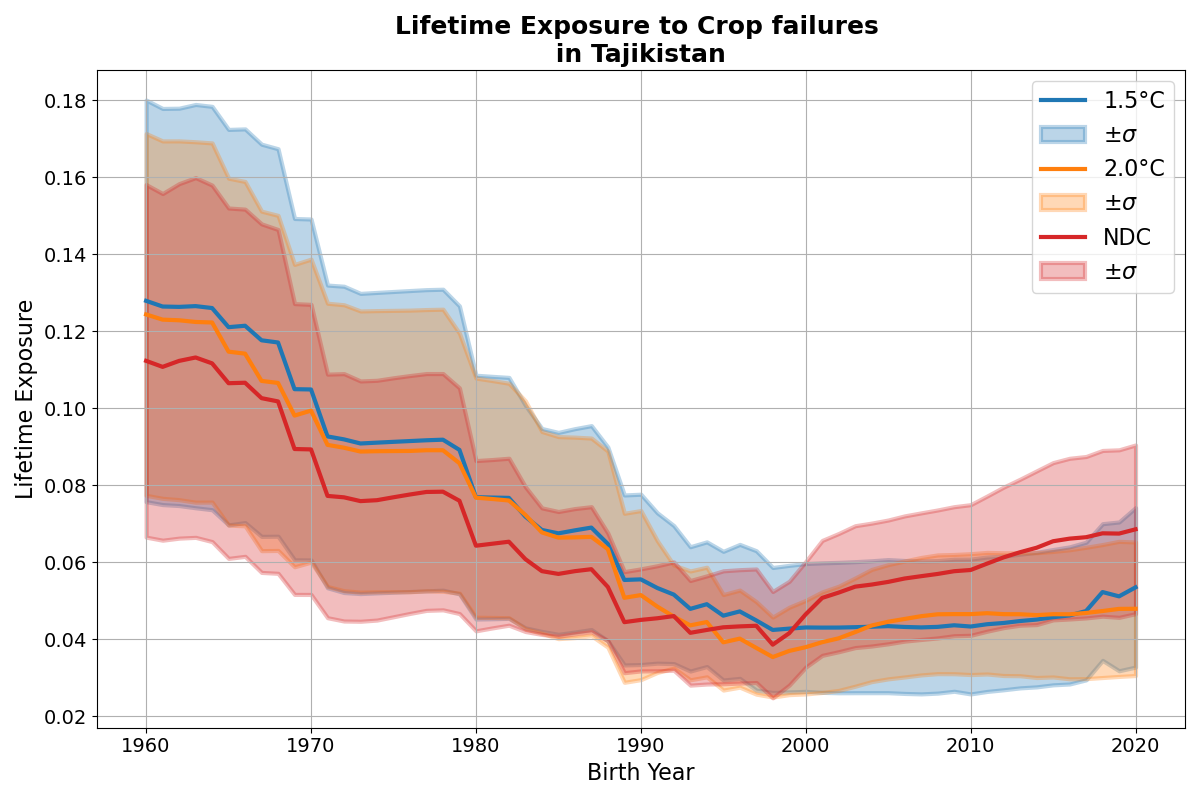 Lifetime Exposure to Crop failures
in Tajikistan
Lifetime Exposure
0.18
0.16
0.14
0.12
0.10
0.08
0.06
0.04
0.02
1.5°C
±σ
2.0°C
±σ
NDC
±σ
1960 1970 1980 1990 2000 2010 2020
Birth Year